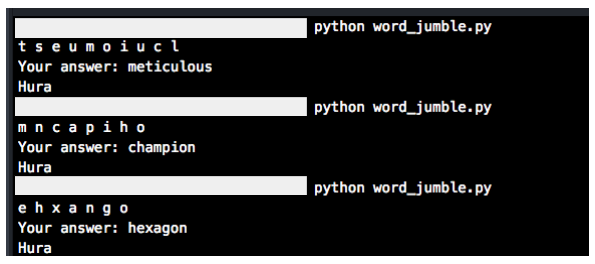 python word_jumble.py
t s e u m o i u c l
Your answer: meticulous
Hura
python word_jumble.py
m n c a p i h o
Your answer: champion
Hura
python word_jumble.py
e h x a n g o
Your answer: hexagon
Hura